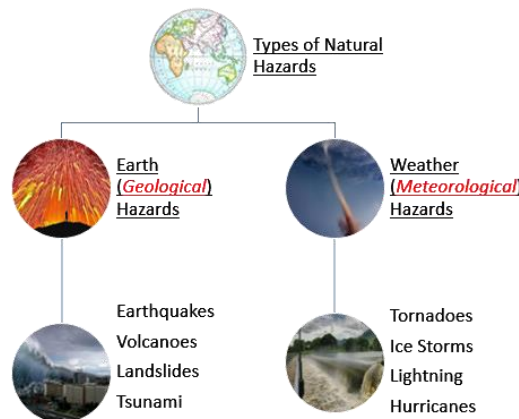 Types of Natural
Hazards
Earth
(Geological)
Hazards
Weather
(Meteorological)
Hazards
Earthquakes
Volcanoes
Landslides
Tsunami
Tornadoes
Ice Storms
Lightning
Hurricanes